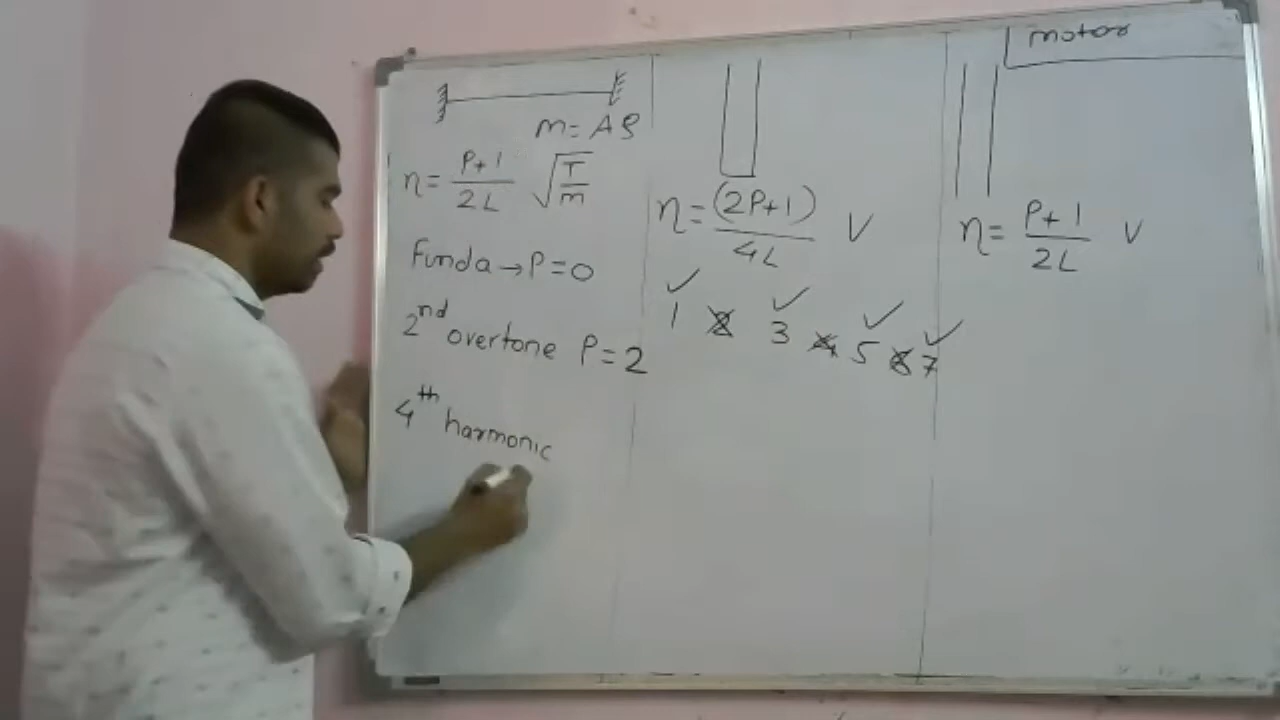 motor
m = Aρ
n = P+1 / 2L √T/m
Funda → P = 0
2nd overtone P = 2
4th harmonic
n = (2P+1) / 4L V
1 2 3 4 5 6 7
n = P+1 / 2L V